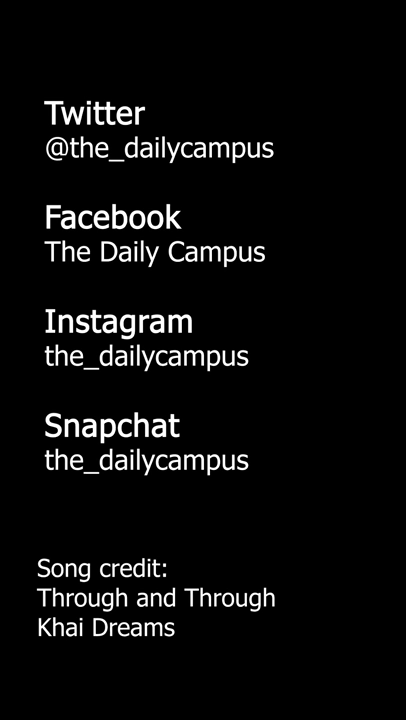 Twitter
@the_dailycampus
Facebook
The Daily Campus
Instagram
the_dailycampus
Snapchat
the_dailycampus
Song credit:
Through and Through
Khai Dreams